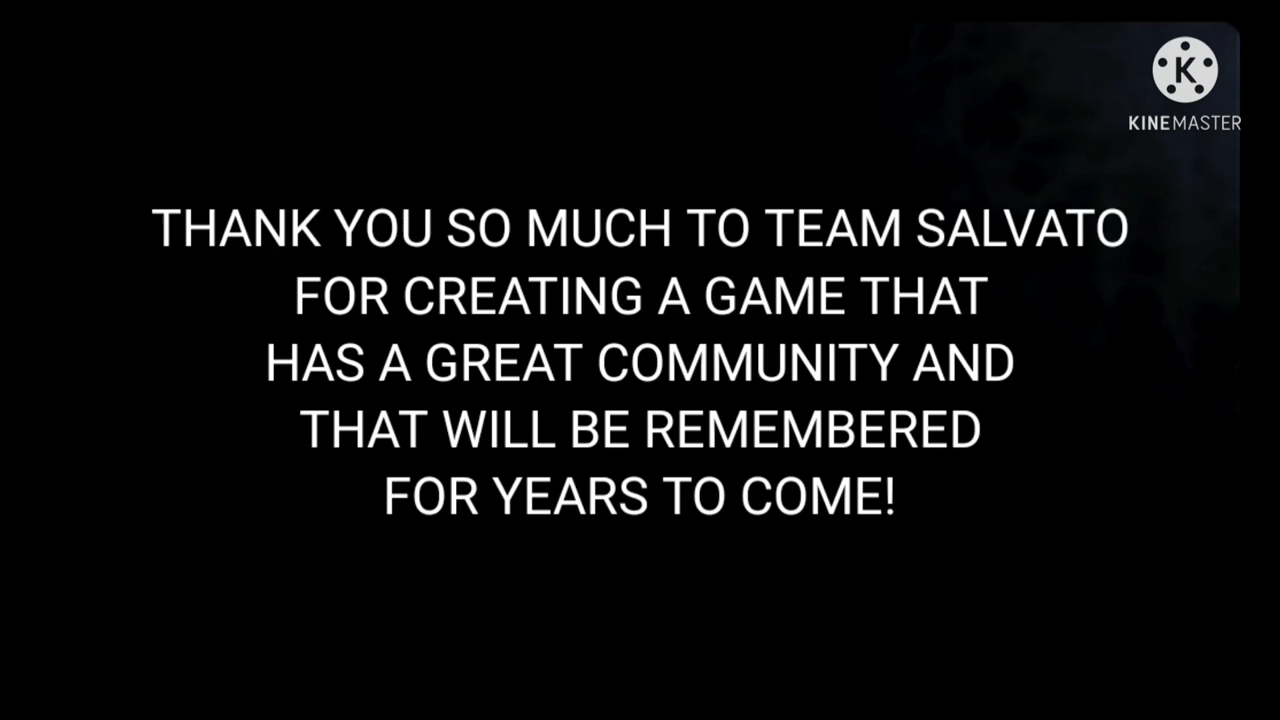 K
KINEMASTER
THANK YOU SO MUCH TO TEAM SALVATO
FOR CREATING A GAME THAT
HAS A GREAT COMMUNITY AND
THAT WILL BE REMEMBERED
FOR YEARS TO COME!